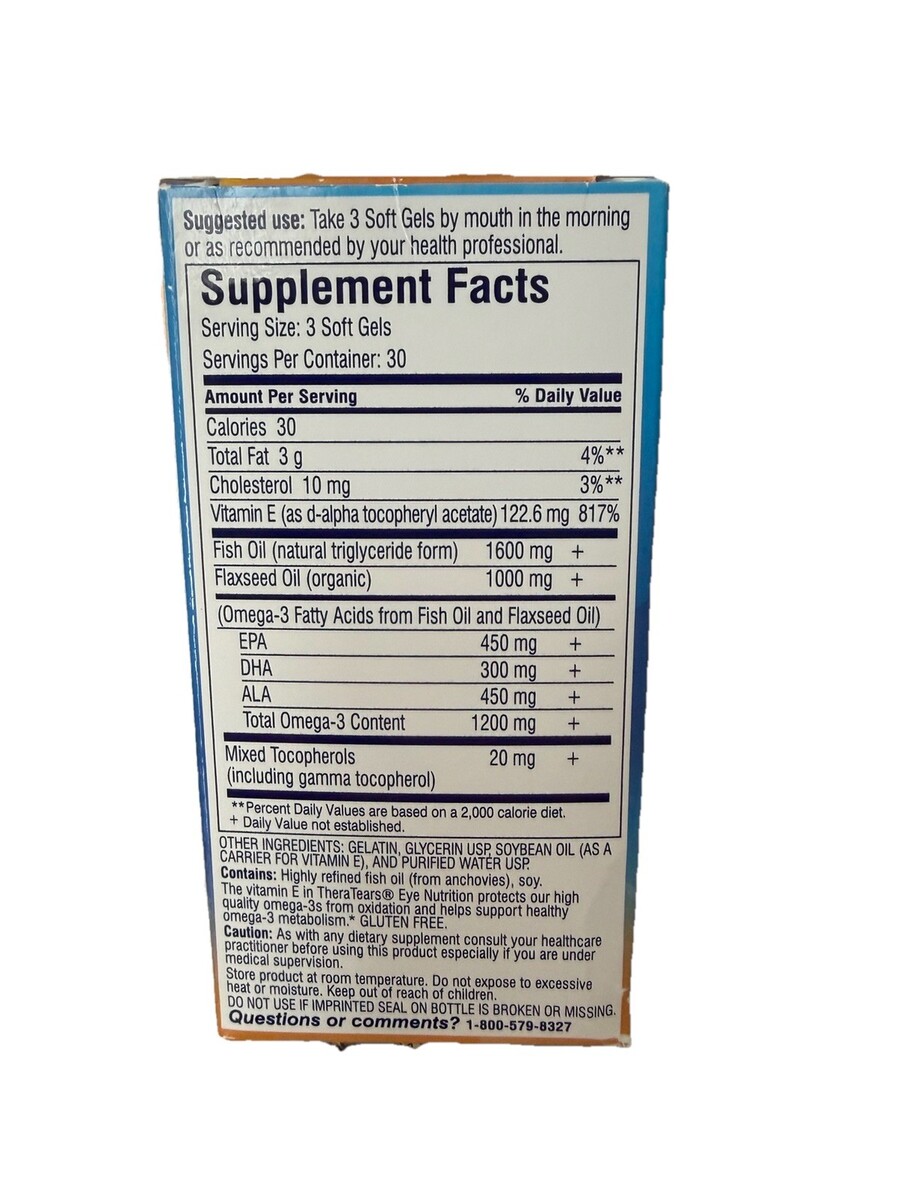 Suggested use: Take 3 Soft Gels by mouth in the morning
or as recommended by your health professional.
Supplement Facts
Serving Size: 3 Soft Gels
Servings Per Container: 30
Amount Per Serving % Daily Value
Calories 30
Total Fat 3 g 4%**
Cholesterol 10 mg 3%**
Vitamin E (as d-alpha tocopheryl acetate) 122.6 mg 817%
Fish Oil (natural triglyceride form) 1600 mg +
Flaxseed Oil (organic) 1000 mg +
(Omega-3 Fatty Acids from Fish Oil and Flaxseed Oil)
EPA 450 mg +
DHA 300 mg +
ALA 450 mg +
Total Omega-3 Content 1200 mg +
Mixed Tocopherols 20 mg +
(including gamma tocopherol)
**Percent Daily Values are based on a 2,000 calorie diet.
+ Daily Value not established.
OTHER INGREDIENTS: GELATIN, GLYCERIN USP, SOYBEAN OIL (AS A
CARRIER FOR VITAMIN E), AND PURIFIED WATER USP.
Contains: Highly refined fish oil (from anchovies), soy.
The vitamin E in TheraTears® Eye Nutrition protects our high
quality omega-3s from oxidation and helps support healthy
omega-3 metabolism.* GLUTEN FREE.
Caution: As with any dietary supplement consult your healthcare
practitioner before using this product especially if you are under
medical supervision.
Store product at room temperature. Do not expose to excessive
heat or moisture. Keep out of reach of children.
DO NOT USE IF IMPRINTED SEAL ON BOTTLE IS BROKEN OR MISSING.
Questions or comments? 1-800-579-8327